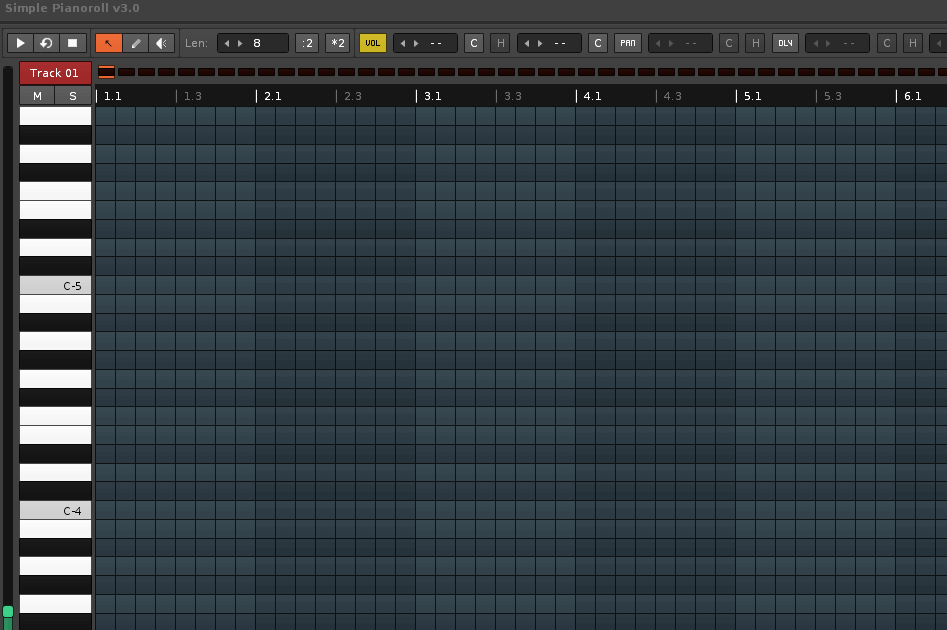 Simple Pianoroll v3.0
Len: 8 :2 *2 VOL -- C H -- C PAN -- C H DLY -- C H
Track 01
M S 1.1 1.3 2.1 2.3 3.1 3.3 4.1 4.3 5.1 5.3 6.1
C-5
C-4